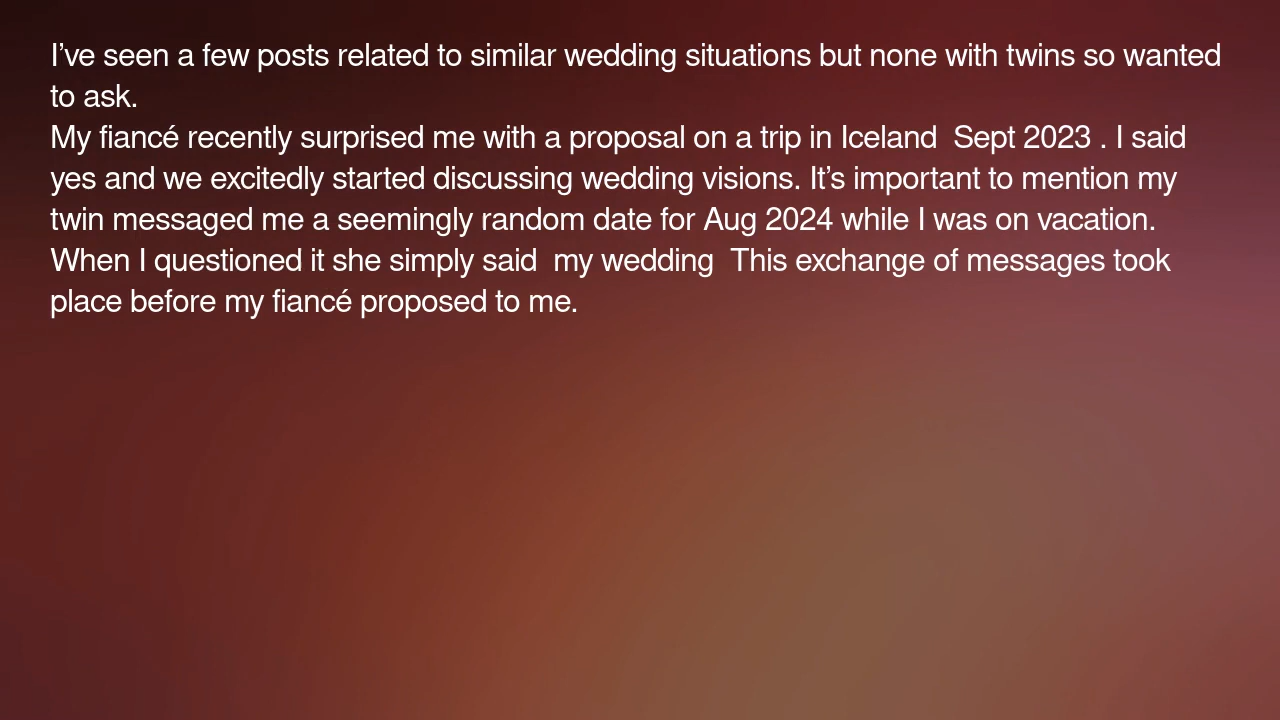 I’ve seen a few posts related to similar wedding situations but none with twins so wanted
to ask.
My fiancé recently surprised me with a proposal on a trip in Iceland  Sept 2023 . I said
yes and we excitedly started discussing wedding visions. It’s important to mention my
twin messaged me a seemingly random date for Aug 2024 while I was on vacation.
When I questioned it she simply said  my wedding  This exchange of messages took
place before my fiancé proposed to me.